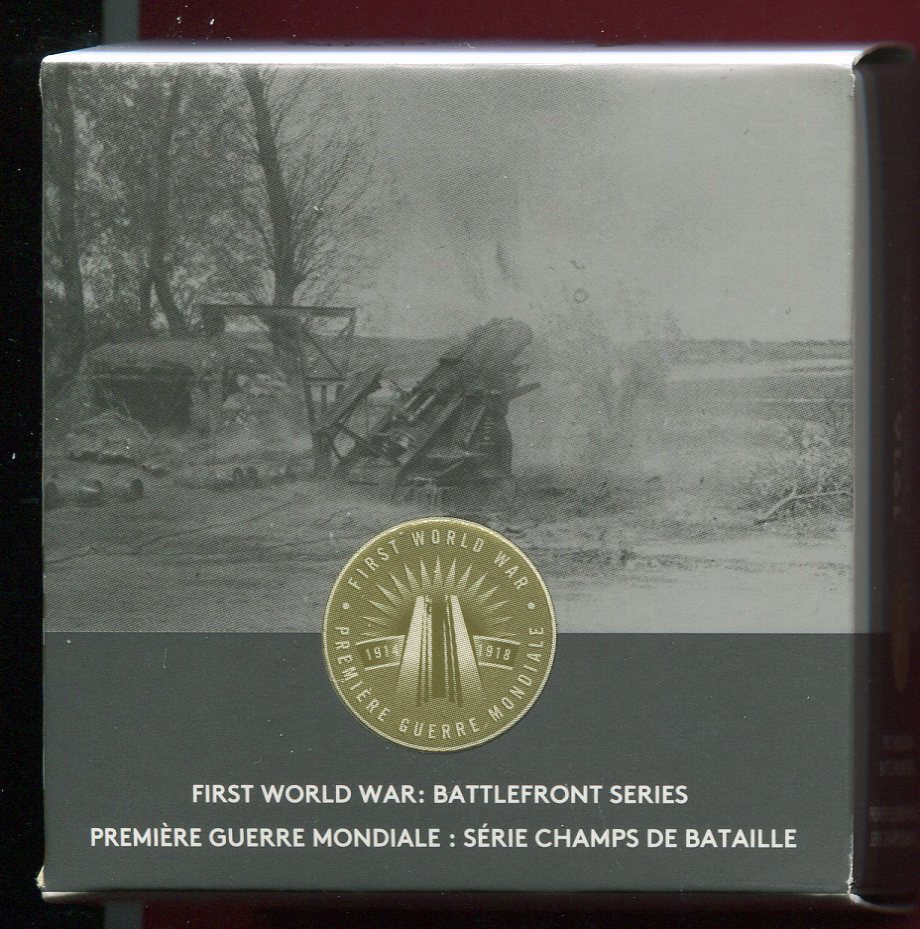 FIRST WORLD WAR
1914 1918
PREMIÈRE GUERRE MONDIALE
FIRST WORLD WAR: BATTLEFRONT SERIES
PREMIÈRE GUERRE MONDIALE : SÉRIE CHAMPS DE BATAILLE